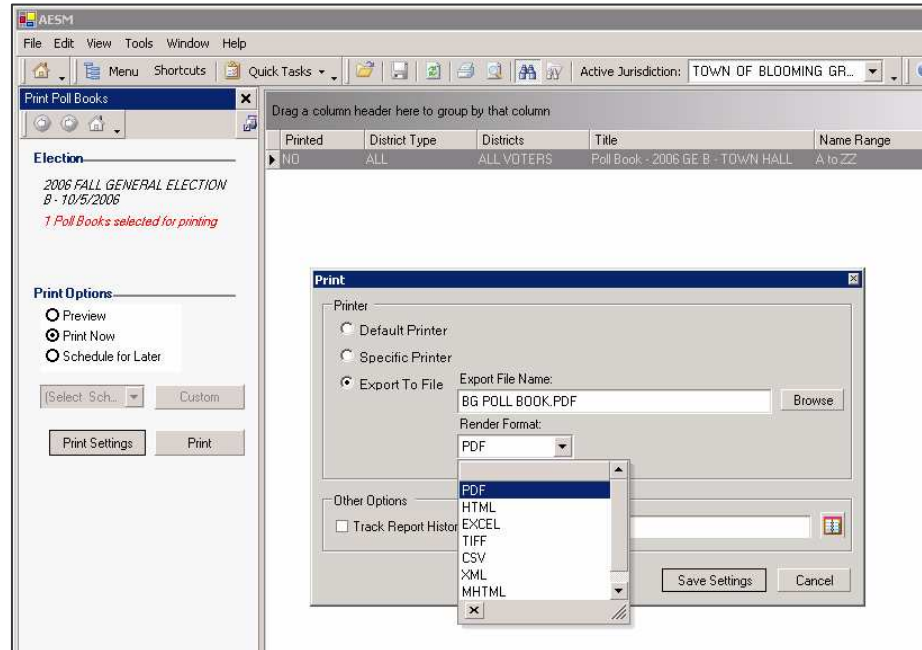 AESM
File Edit View Tools Window Help
Menu Shortcuts Quick Tasks Active Jurisdiction: TOWN OF BLOOMING GR...
Print Poll Books
Drag a column header here to group by that column
Printed District Type Districts Title Name Range
NO ALL ALL VOTERS Poll Book - 2006 GE B - TOWN HALL A to ZZ
Election
2006 FALL GENERAL ELECTION
B - 10/5/2006
1 Poll Books selected for printing
Print Options
Preview
Print Now
Schedule for Later
(Select Sch... Custom
Print Settings Print
Print
Printer
Default Printer
Specific Printer
Export To File
Export File Name:
BG POLL BOOK.PDF Browse
Render Format:
PDF
PDF
HTML
EXCEL
TIFF
CSV
XML
MHTML
Other Options
Track Report Histor
Save Settings Cancel